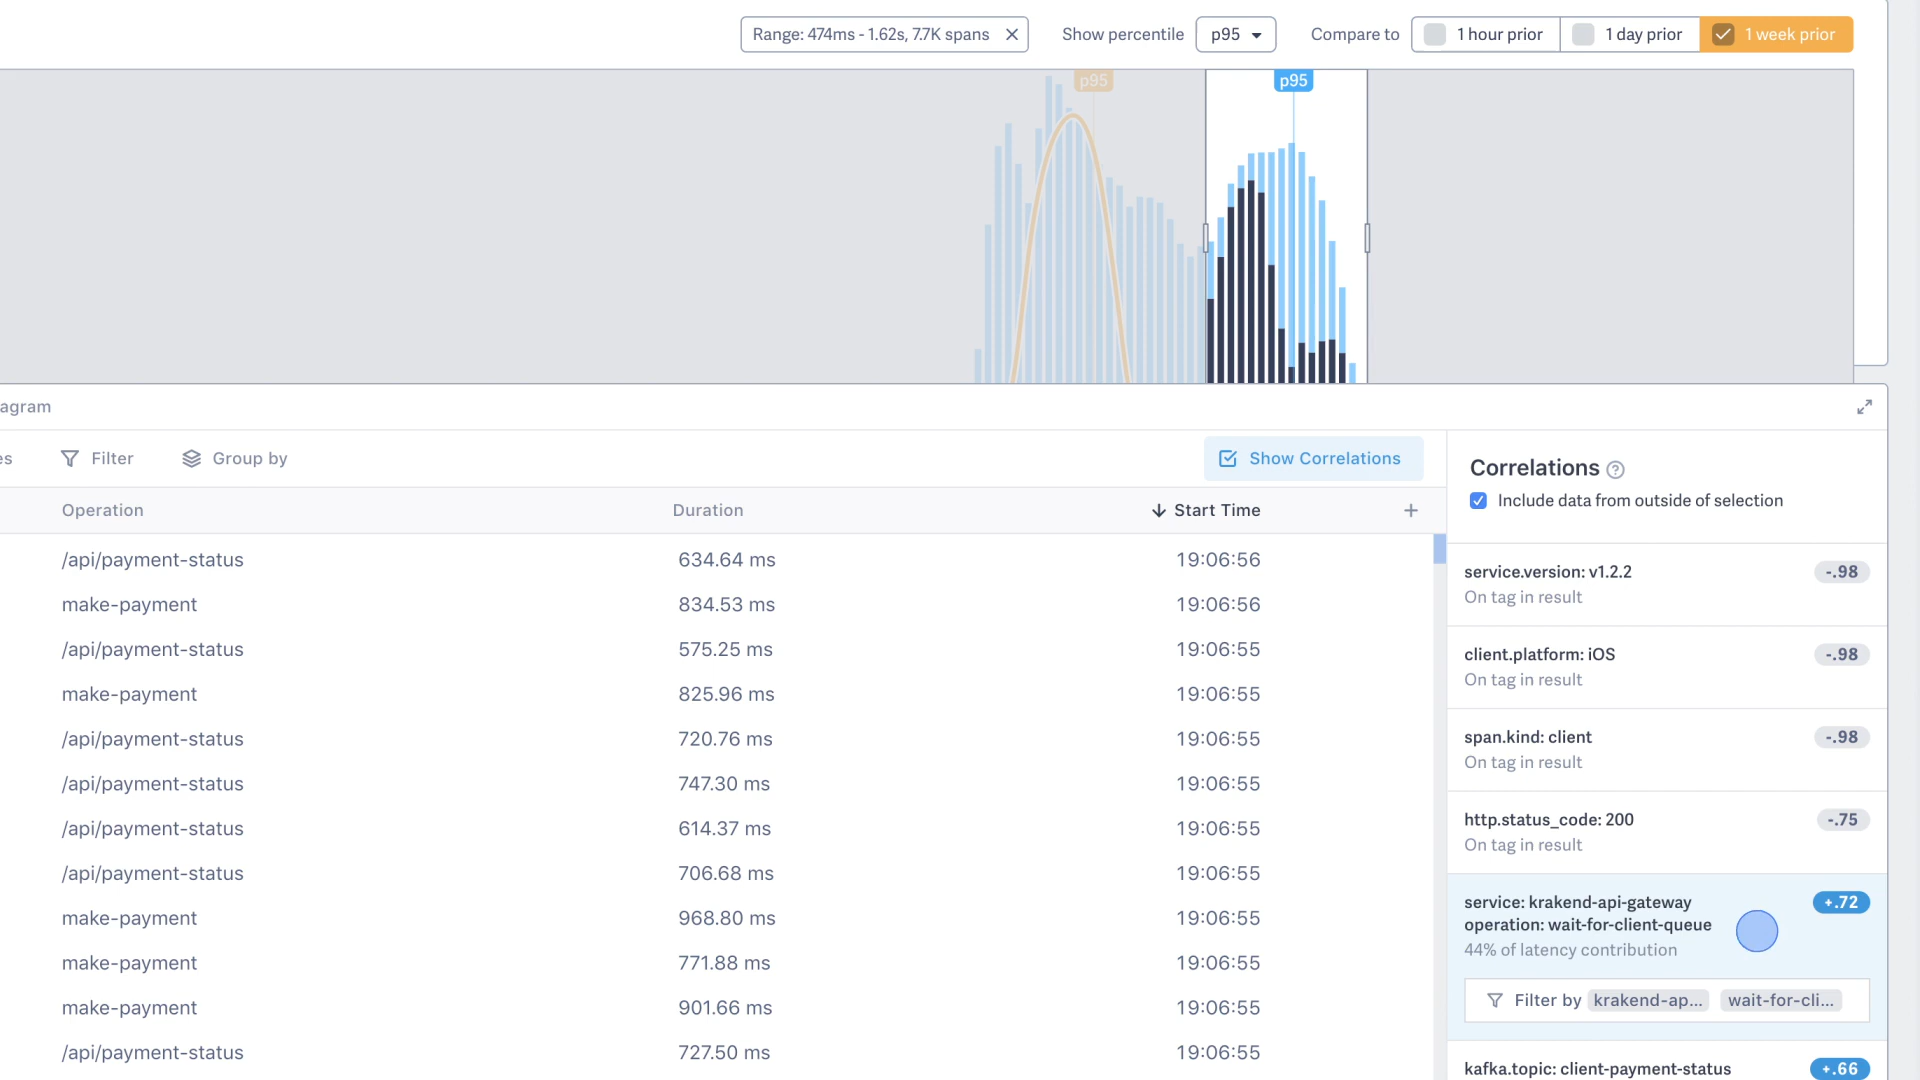 Range: 474ms - 1.62s, 7.7K spans
Show percentile
p95
Compare to
1 hour prior
1 day prior
1 week prior
p95
p95
agram
es
Filter
Group by
Show Correlations
Correlations
Include data from outside of selection
Operation Duration Start Time
/api/payment-status 634.64 ms 19:06:56
make-payment 834.53 ms 19:06:56
/api/payment-status 575.25 ms 19:06:55
make-payment 825.96 ms 19:06:55
/api/payment-status 720.76 ms 19:06:55
/api/payment-status 747.30 ms 19:06:55
/api/payment-status 614.37 ms 19:06:55
/api/payment-status 706.68 ms 19:06:55
make-payment 968.80 ms 19:06:55
make-payment 771.88 ms 19:06:55
make-payment 901.66 ms 19:06:55
/api/payment-status 727.50 ms 19:06:55
service.version: v1.2.2 -.98
On tag in result
client.platform: iOS -.98
On tag in result
span.kind: client -.98
On tag in result
http.status_code: 200 -.75
On tag in result
service: krakend-api-gateway +.72
operation: wait-for-client-queue
44% of latency contribution
Filter by krakend-ap... wait-for-cli...
kafka.topic: client-payment-status +.66